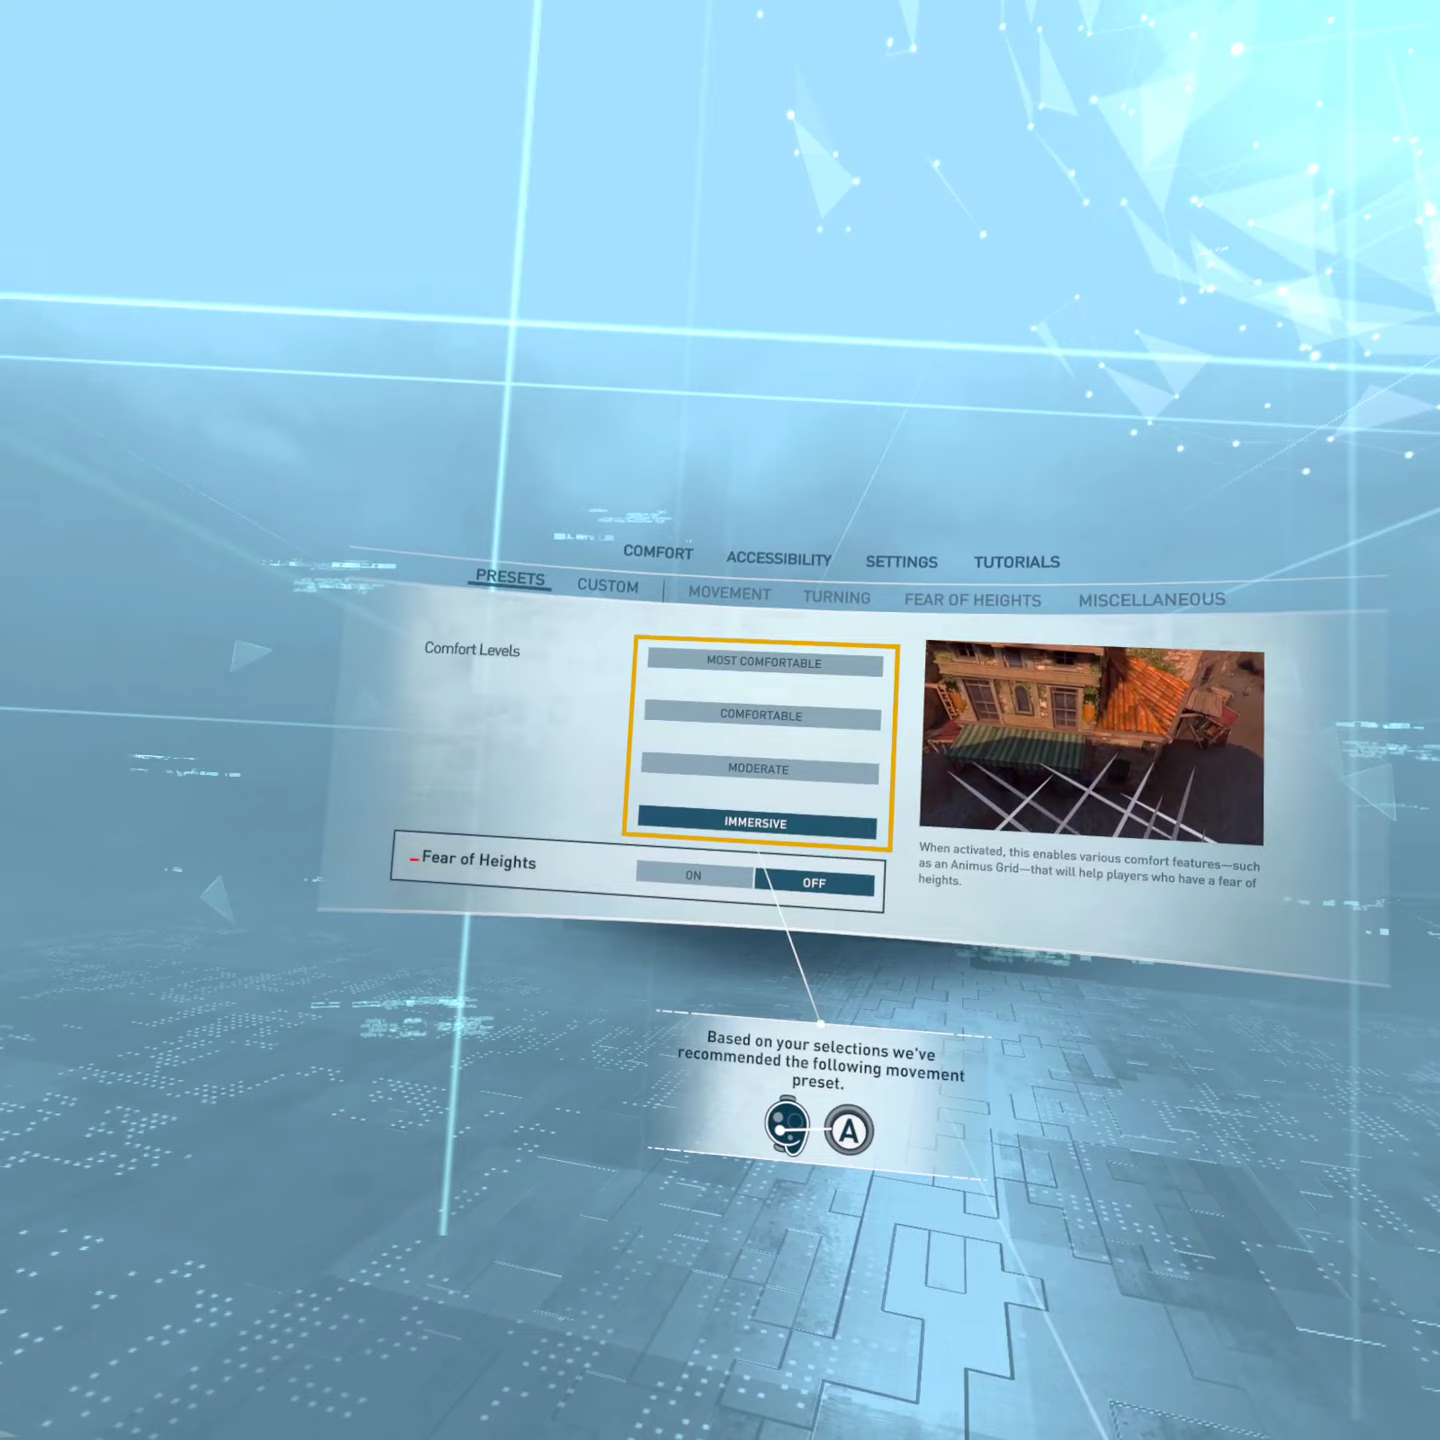 COMFORT ACCESSIBILITY SETTINGS TUTORIALS
PRESETS CUSTOM MOVEMENT TURNING FEAR OF HEIGHTS MISCELLANEOUS
Comfort Levels
MOST COMFORTABLE
COMFORTABLE
MODERATE
IMMERSIVE
Fear of Heights
ON OFF
When activated, this enables various comfort features—such
as an Animus Grid—that will help players who have a fear of
heights.
Based on your selections we've
recommended the following movement
preset.
A